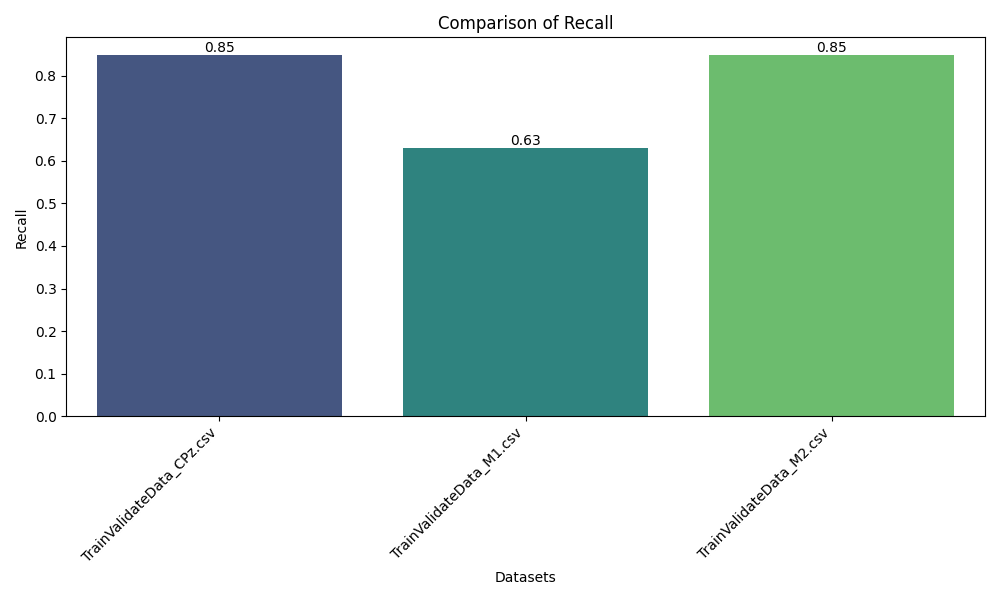 Comparison of Recall
0.85
0.63
0.85
Recall
0.8
0.7
0.6
0.5
0.4
0.3
0.2
0.1
0.0
TrainValidateData_CPz.csv
TrainValidateData_M1.csv
TrainValidateData_M2.csv
Datasets